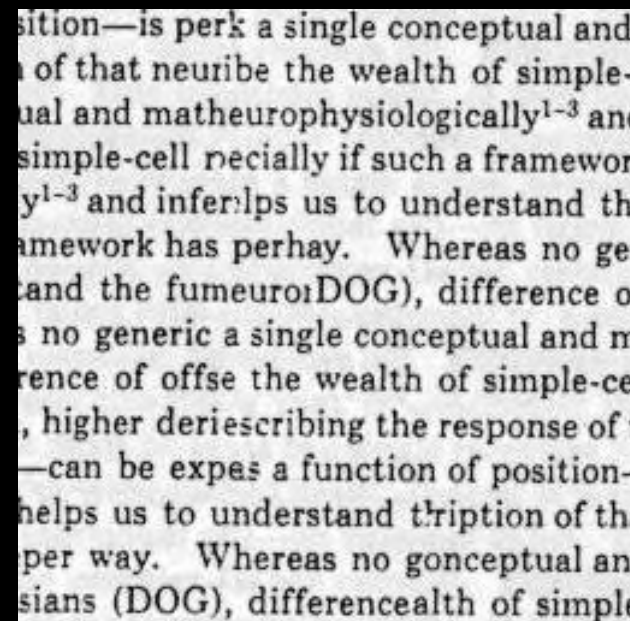 sition—is perk a single conceptual and
of that neuribe the wealth of simple-
ual and matheurophysiologically¹⁻³ and
simple-cell necially if such a framewor
y¹⁻³ and inferlps us to understand th
amework has perhay. Whereas no ge
and the fumeuroiDOG), difference o
s no generic a single conceptual and m
rence of offse the wealth of simple-ce
, higher deriescribing the response of
—can be expes a function of position-
helps us to understand thription of th
per way. Whereas no gonceptual an
sians (DOG), differencealth of simple